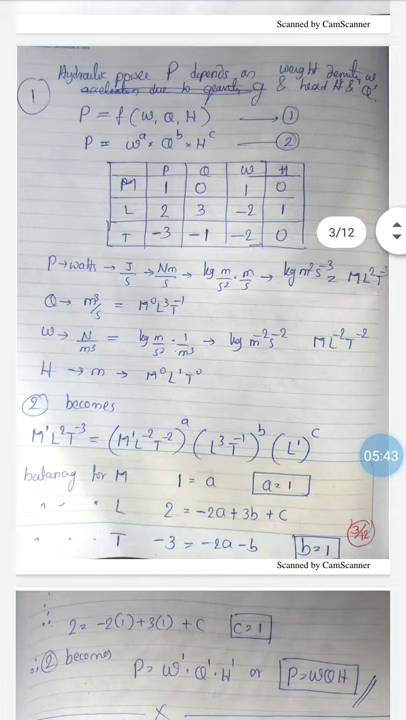 Scanned by CamScanner
Hydraulic power P depends on weight density w
acceleration due to gravity g & head H & Q.
1
P = f(W, Q, H) → ①
P = w^a × Q^b × H^c ②
P Q W H
M 1 0 1 0
L 2 3 -2 1
T -3 -1 -2 0
3/12
P → watts → J/s → Nm/s → kg m/s² · m/s → kg m² s⁻³ = ML²T⁻³
Q → m³/s = M⁰L³T⁻¹
W → N/m³ = kg m/s² · 1/m³ → kg m⁻² s⁻² ML⁻²T⁻²
H → m → M⁰L¹T⁰
② becomes
M¹L²T⁻³ = (M¹L⁻²T⁻²)^a (L³T⁻¹)^b (L¹)^c
05:43
balancing for M 1 = a a=1
" " " L 2 = -2a + 3b + c
" " " T -3 = -2a - b b=1
3/12
Scanned by CamScanner
∴ 2 = -2(1) + 3(1) + c c=1
∴ ② becomes
P = W¹·Q¹·H¹ or P=WQH
x